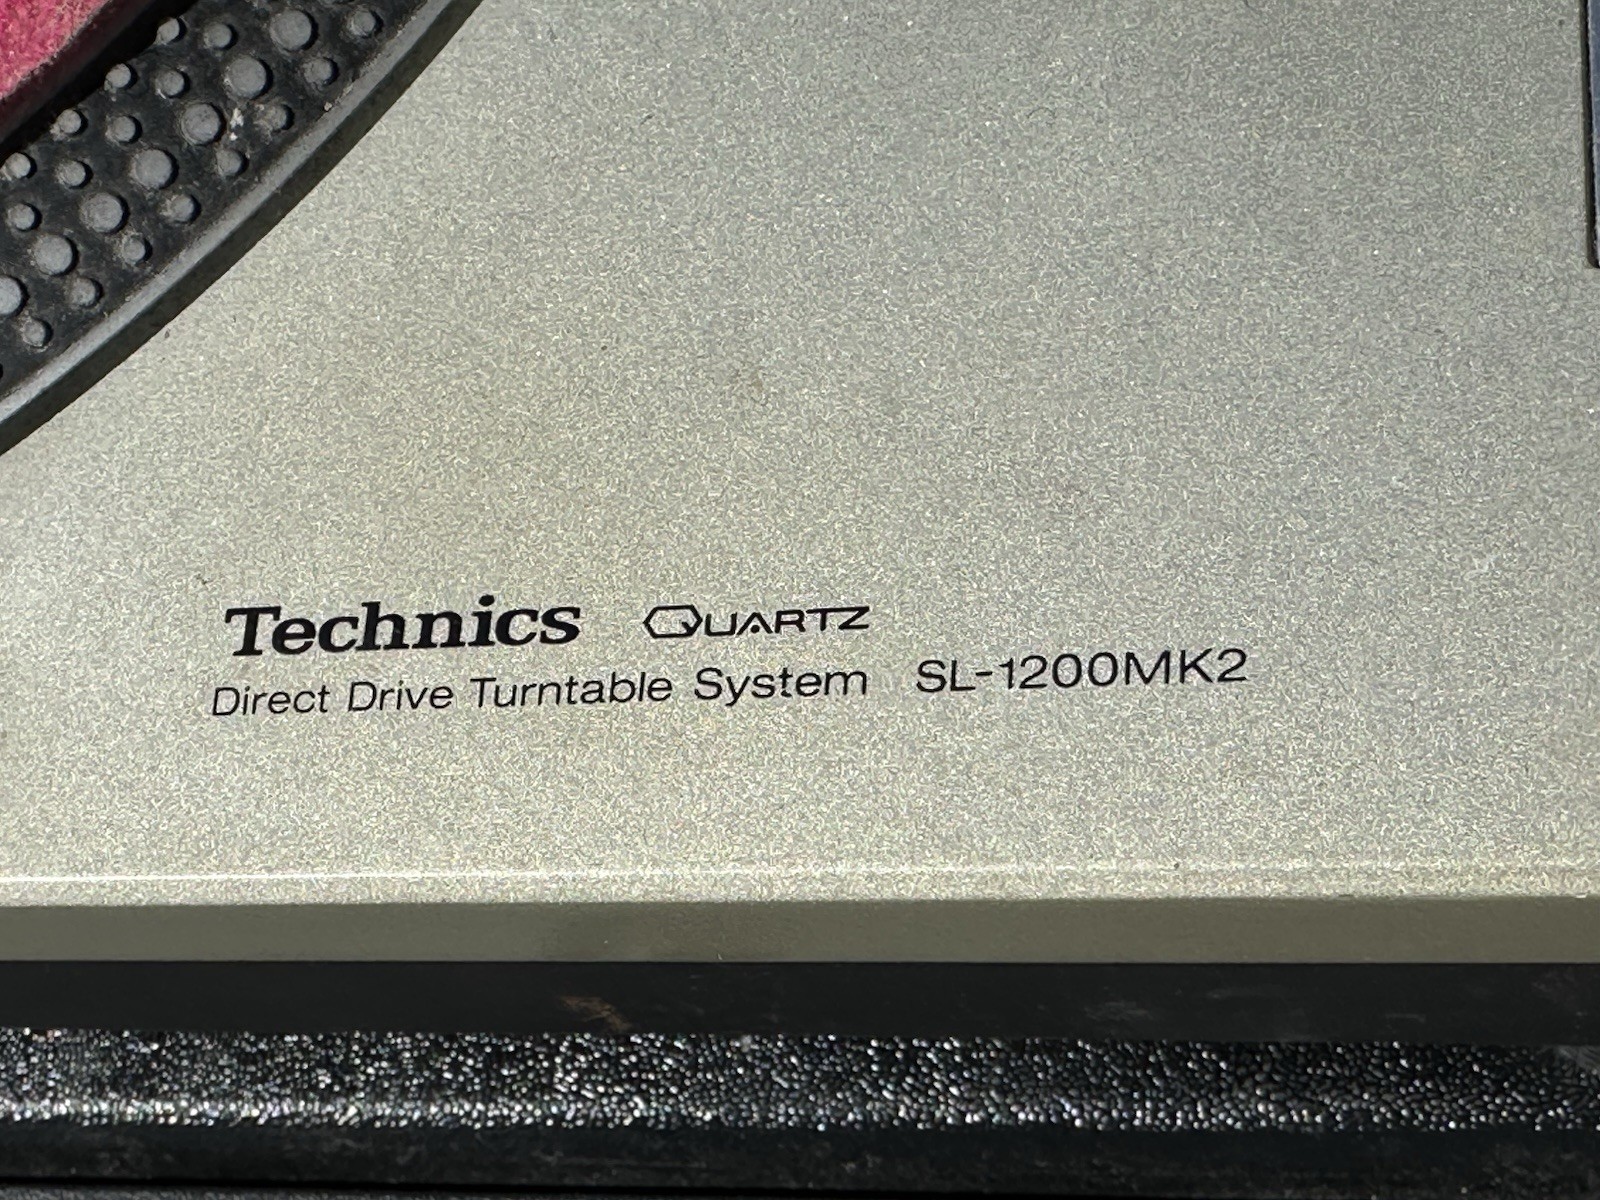 Technics QUARTZ
Direct Drive Turntable System SL-1200MK2